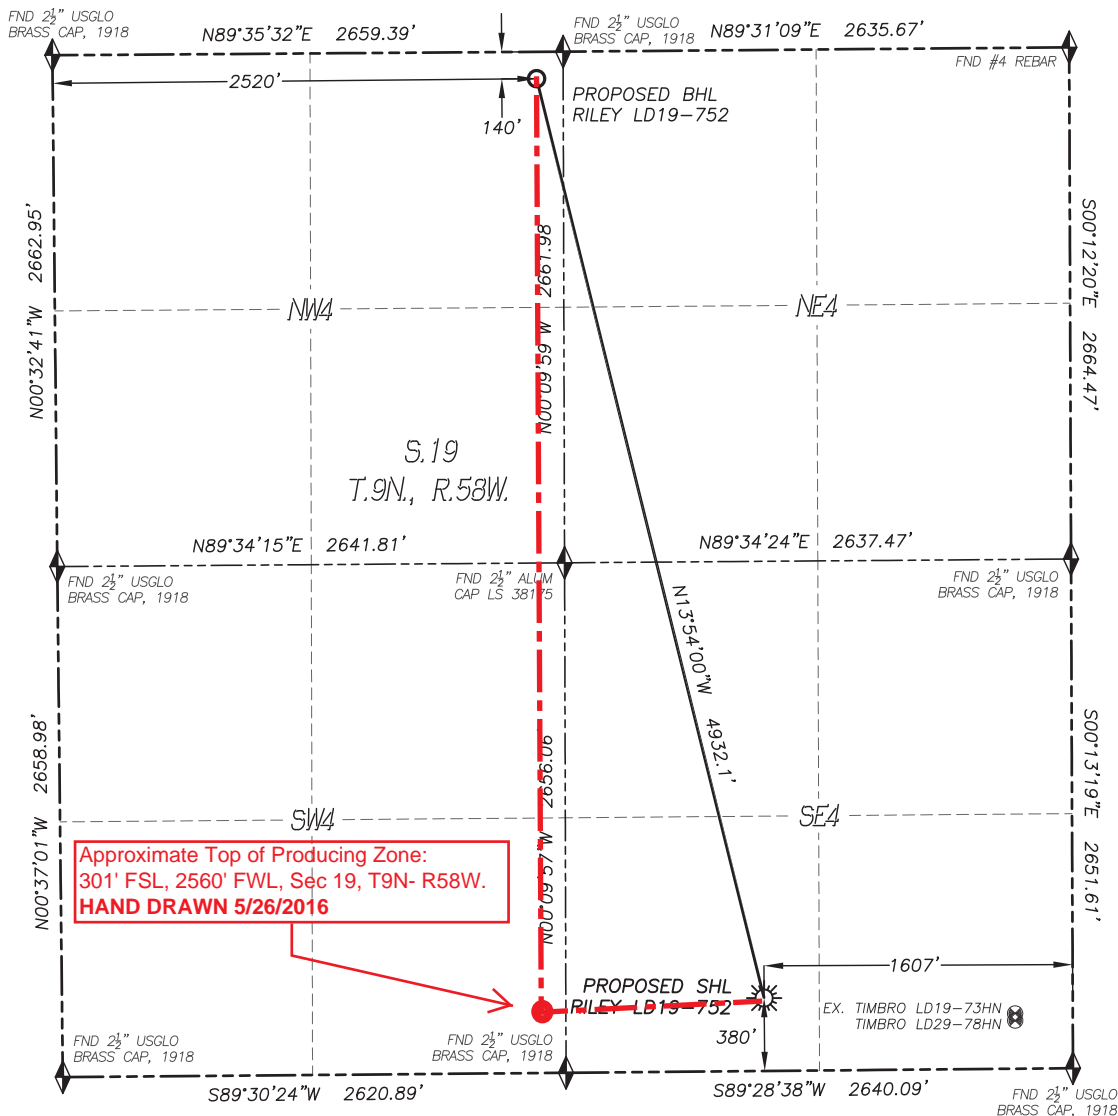 FND 2½" USGLO
BRASS CAP, 1918
N89°35'32"E 2659.39'
FND 2½" USGLO
BRASS CAP, 1918
N89°31'09"E 2635.67'
FND #4 REBAR
2520'
140'
PROPOSED BHL
RILEY LD19-752
N00°32'41"W 2662.95'
N00°09'59"W 2661.98
S00°12'20"E 2664.47'
NW4
NE4
S.19
T.9N., R.58W.
N89°34'15"E 2641.81'
N89°34'24"E 2637.47'
FND 2½" USGLO
BRASS CAP, 1918
FND 2½" ALUM
CAP LS 38175
FND 2½" USGLO
BRASS CAP, 1918
N13°54'00"W 4932.1'
N00°37'01"W 2658.98'
N00°09'57"W 2656.06
S00°13'19"E 2651.61'
SW4
SE4
Approximate Top of Producing Zone:
301' FSL, 2560' FWL, Sec 19, T9N- R58W.
HAND DRAWN 5/26/2016
1607'
PROPOSED SHL
RILEY LD19-752
EX. TIMBRO LD19-73HN
TIMBRO LD29-78HN
380'
FND 2½" USGLO
BRASS CAP, 1918
FND 2½" USGLO
BRASS CAP, 1918
S89°30'24"W 2620.89'
S89°28'38"W 2640.09'
FND 2½" USGLO
BRASS CAP, 1918